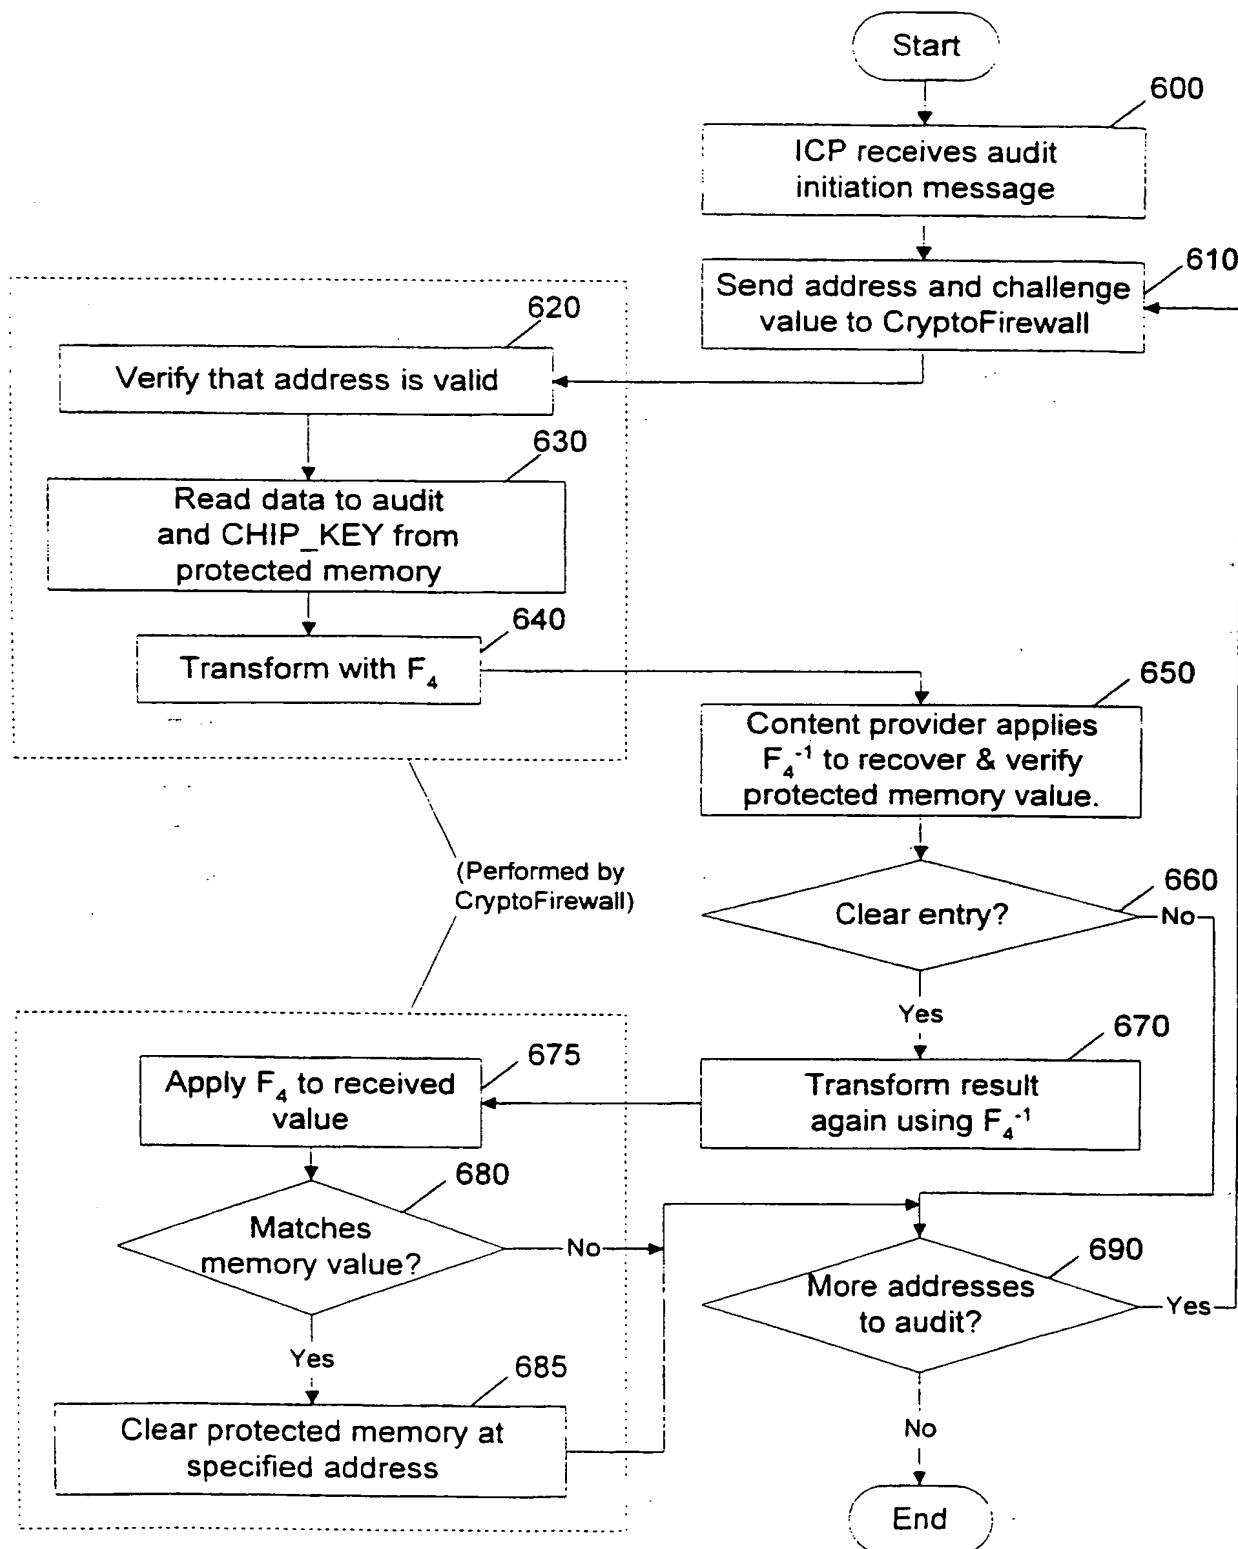 Start
600
ICP receives audit
initiation message
610
Send address and challenge
value to CryptoFirewall
620
Verify that address is valid
630
Read data to audit
and CHIP_KEY from
protected memory
640
Transform with F₄
650
Content provider applies
F₄⁻¹ to recover & verify
protected memory value.
(Performed by
CryptoFirewall)
660
Clear entry?
No
Yes
670
Transform result
again using F₄⁻¹
675
Apply F₄ to received
value
680
Matches
memory value?
No
Yes
685
Clear protected memory at
specified address
690
More addresses
to audit?
Yes
No
End